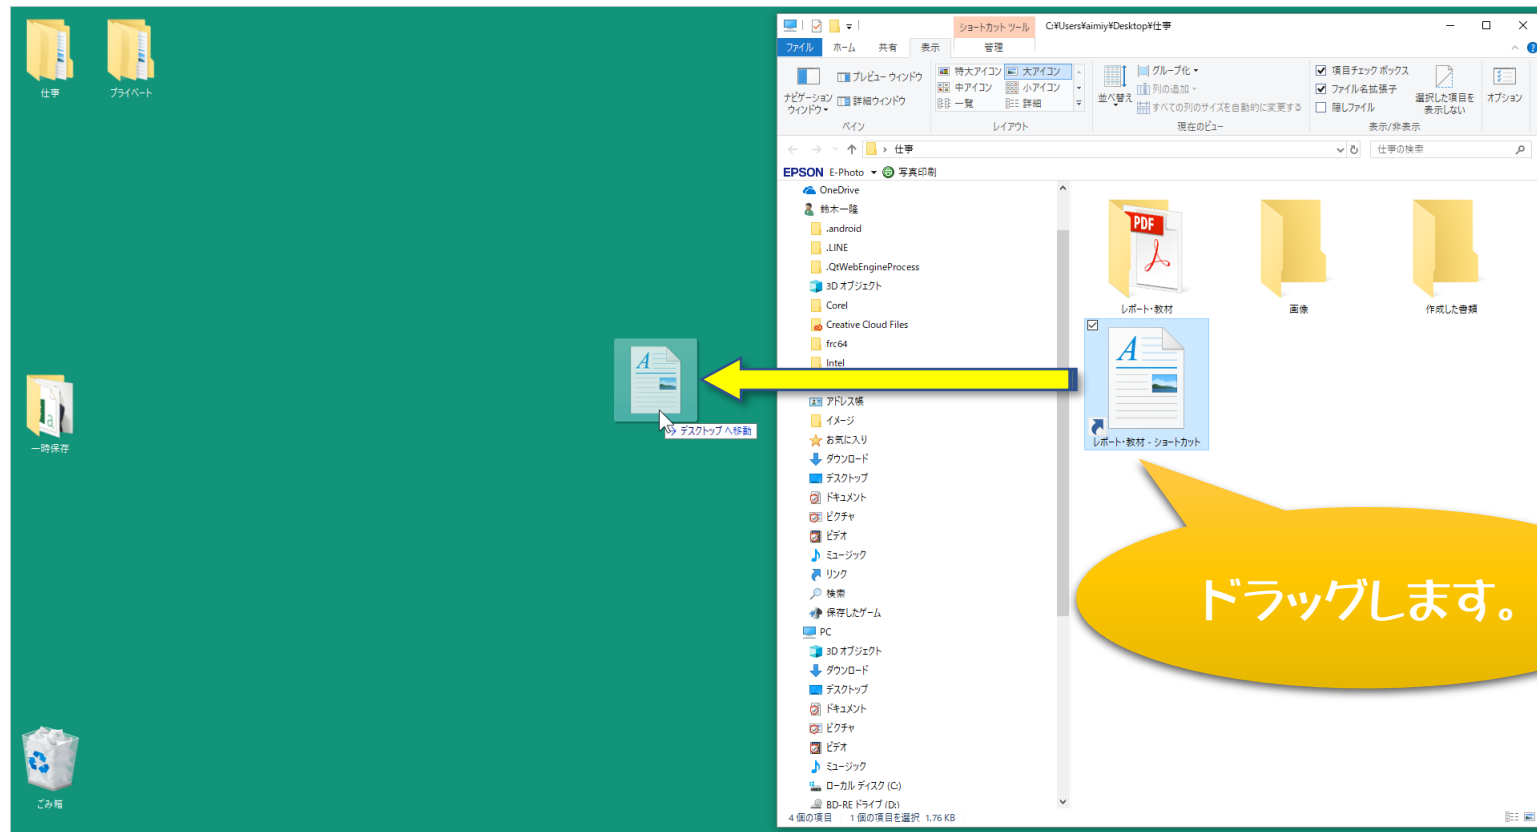 仕事
プライベート
一時保存
ごみ箱
デスクトップ へ移動
ショートカット ツール
C:¥Users¥aimiy¥Desktop¥仕事
ファイル
ホーム
共有
表示
管理
ナビゲーション
ウィンドウ
プレビュー ウィンドウ
詳細ウィンドウ
ペイン
特大アイコン
大アイコン
中アイコン
小アイコン
一覧
詳細
レイアウト
並べ替え
グループ化
列の追加
すべての列のサイズを自動的に変更する
現在のビュー
項目チェック ボックス
ファイル名拡張子
隠しファイル
選択した項目を
表示しない
表示/非表示
オプション
仕事
仕事の検索
EPSON E-Photo 写真印刷
OneDrive
鈴木一隆
.android
.LINE
.QtWebEngineProcess
3D オブジェクト
Corel
Creative Cloud Files
frc64
Intel
アドレス帳
イメージ
お気に入り
ダウンロード
デスクトップ
ドキュメント
ピクチャ
ビデオ
ミュージック
リンク
検索
保存したゲーム
PC
3D オブジェクト
ダウンロード
デスクトップ
ドキュメント
ピクチャ
ビデオ
ミュージック
ローカル ディスク (C:)
BD-RE ドライブ (D:)
PDF
レポート・教材
画像
作成した書類
A
レポート・教材 - ショートカット
A
ドラッグします。
4 個の項目
1 個の項目を選択 1.76 KB